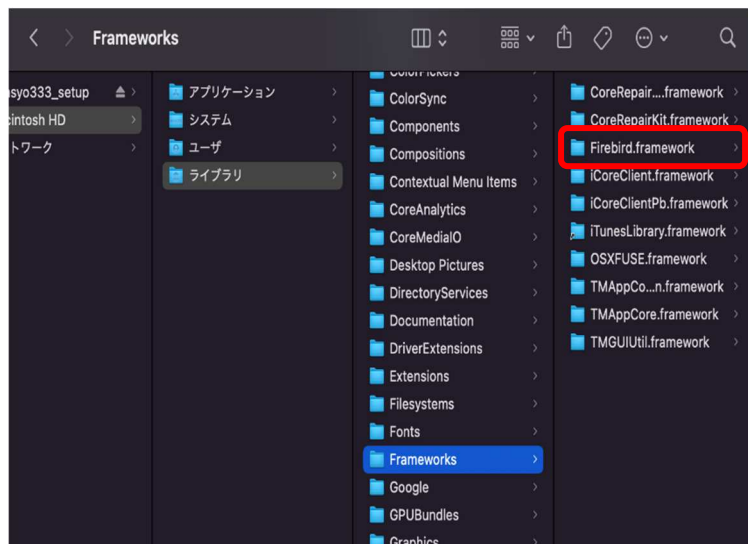 Frameworks
syo333_setup
cintosh HD
トワーク
アプリケーション
システム
ユーザ
ライブラリ
ColorPickers
ColorSync
Components
Compositions
Contextual Menu Items
CoreAnalytics
CoreMediaIO
Desktop Pictures
DirectoryServices
Documentation
DriverExtensions
Extensions
Filesystems
Fonts
Frameworks
Google
GPUBundles
Graphics
CoreRepair....framework
CoreRepairKit.framework
Firebird.framework
iCoreClient.framework
iCoreClientPb.framework
iTunesLibrary.framework
OSXFUSE.framework
TMAppCo...n.framework
TMAppCore.framework
TMGUIUtil.framework